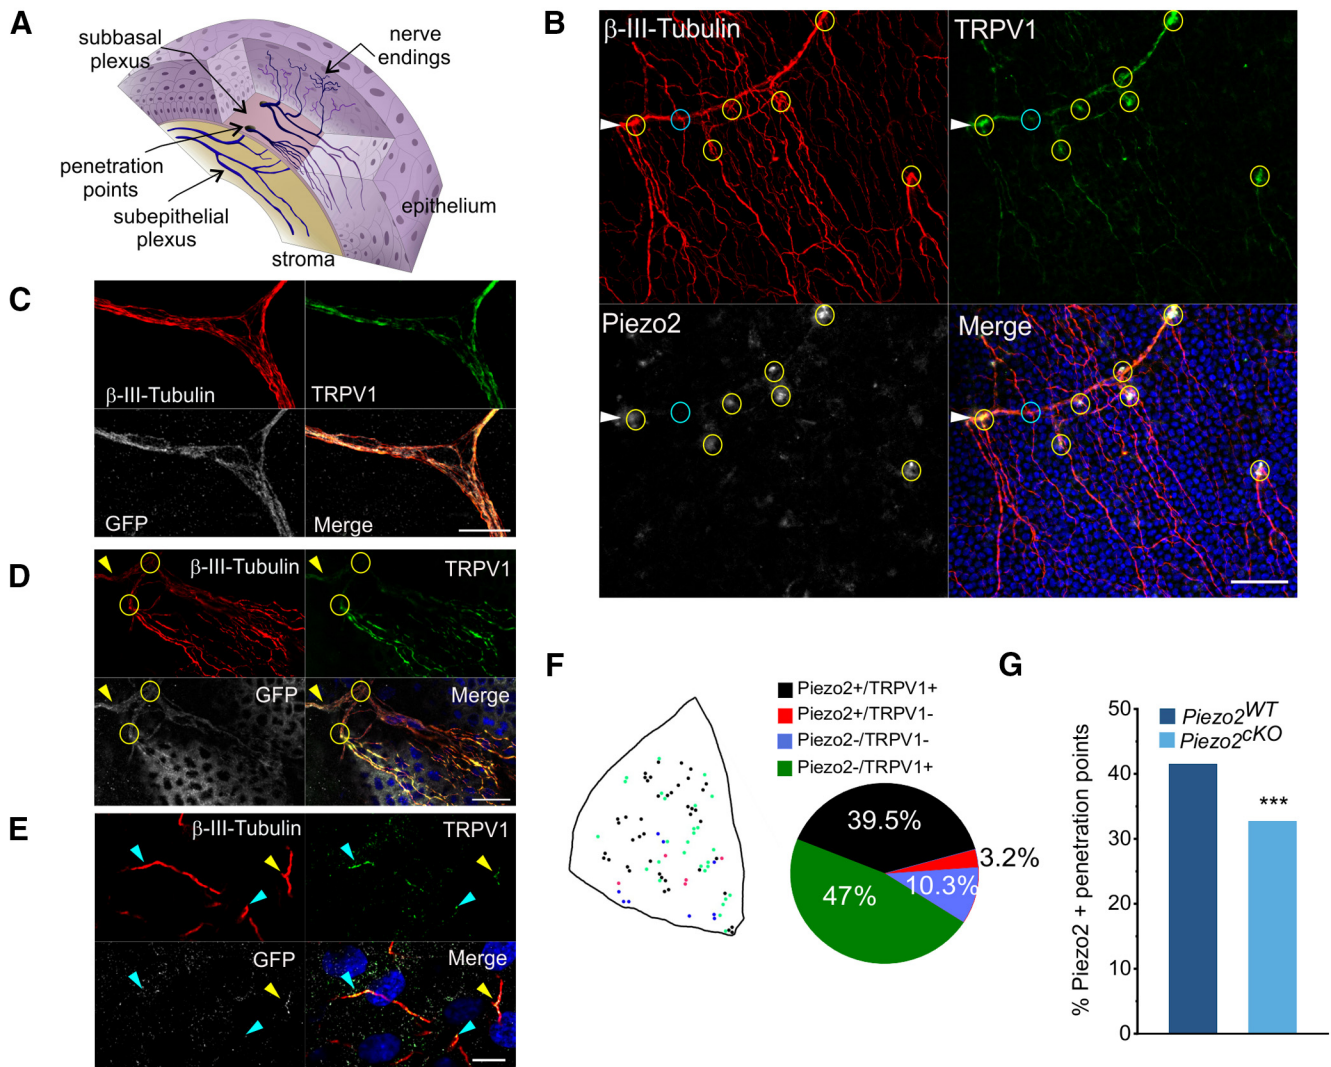 A
subbasal
plexus
nerve
endings
penetration
points
subepithelial
plexus
epithelium
stroma
B
β-III-Tubulin
TRPV1
Piezo2
Merge
C
β-III-Tubulin
TRPV1
GFP
Merge
D
β-III-Tubulin
TRPV1
GFP
Merge
E
β-III-Tubulin
TRPV1
GFP
Merge
F
Piezo2+/TRPV1+
Piezo2+/TRPV1-
Piezo2-/TRPV1-
Piezo2-/TRPV1+
39.5%
3.2%
10.3%
47%
G
% Piezo2 + penetration points
50
40
30
20
10
0
Piezo2WT
Piezo2cKO
***